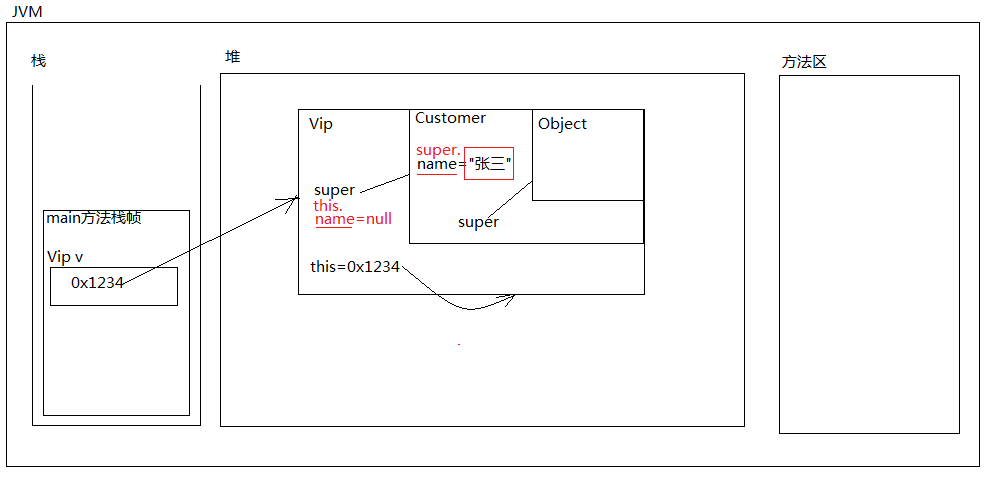 JVM
栈
堆
方法区
Vip
Customer
Object
super.
name="张三"
super
this.
name=null
super
this=0x1234
main方法栈帧
Vip v
0x1234